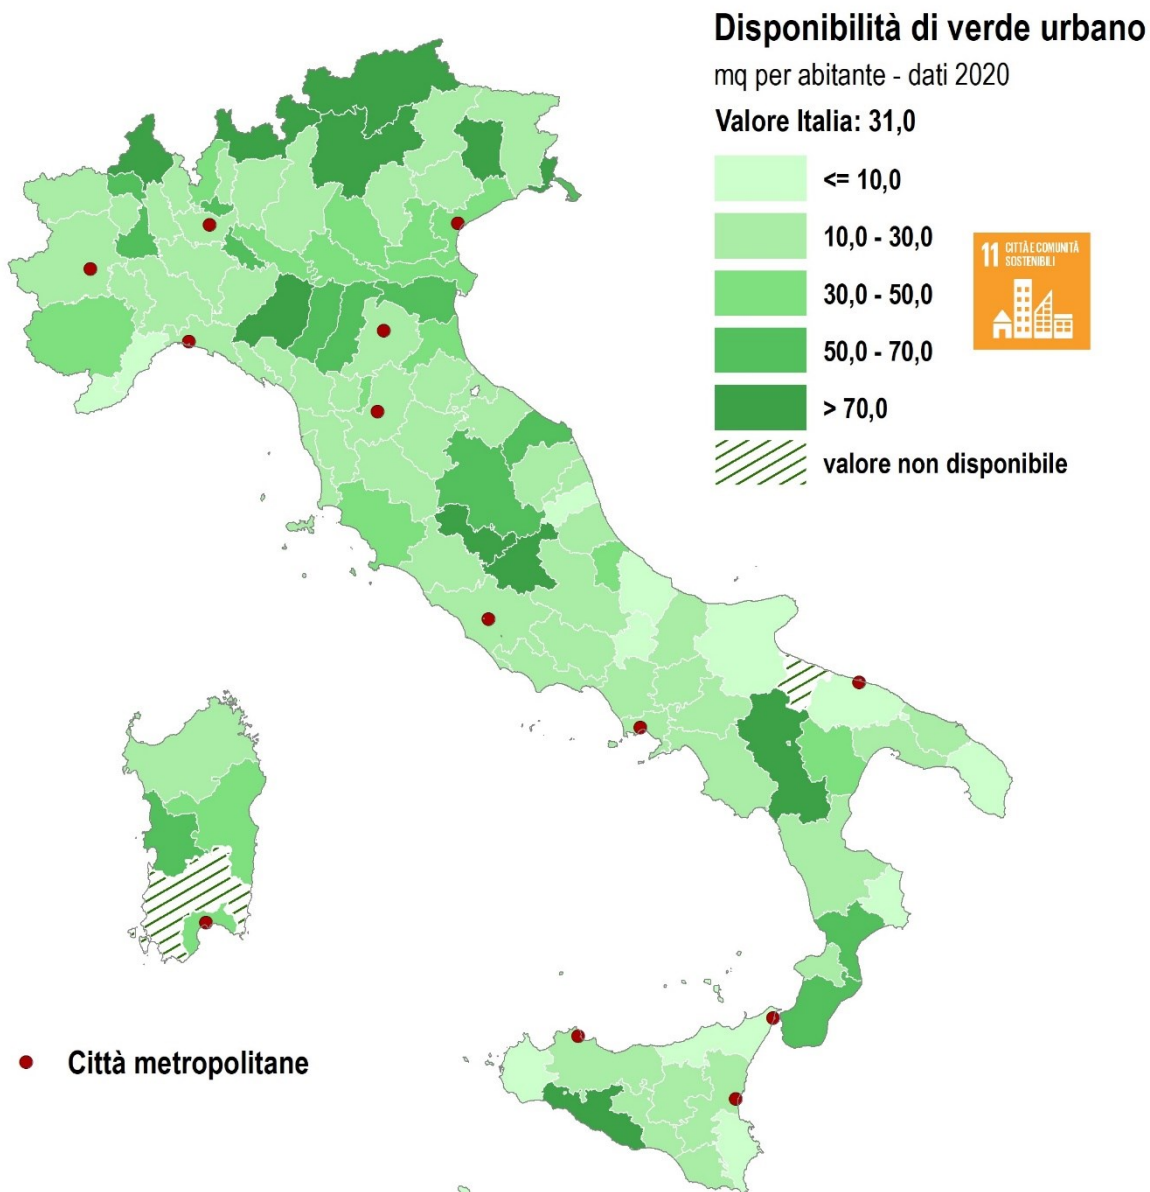 Disponibilità di verde urbano
mq per abitante - dati 2020
Valore Italia: 31,0
<= 10,0
10,0 - 30,0
30,0 - 50,0
50,0 - 70,0
> 70,0
valore non disponibile
11 CITTÀ E COMUNITÀ
SOSTENIBILI
Città metropolitane